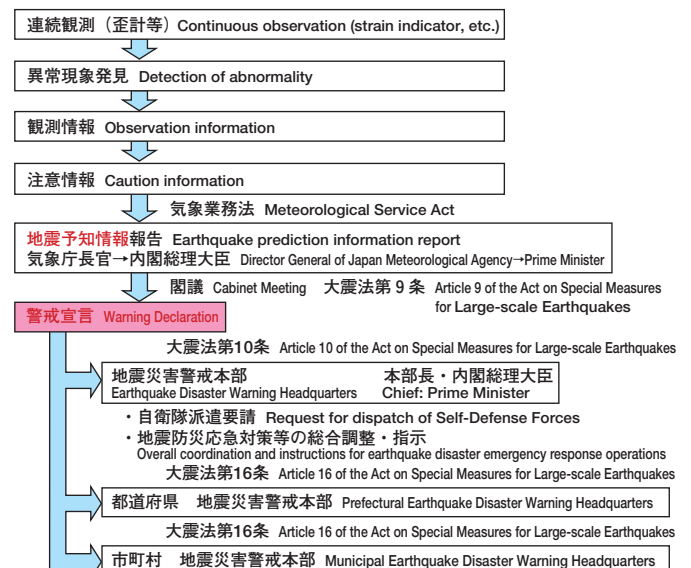 連続観測（歪計等）Continuous observation (strain indicator, etc.)
異常現象発見 Detection of abnormality
観測情報 Observation information
注意情報 Caution information
気象業務法 Meteorological Service Act
地震予知情報報告 Earthquake prediction information report
気象庁長官→内閣総理大臣 Director General of Japan Meteorological Agency→Prime Minister
閣議 Cabinet Meeting 大震法第９条 Article 9 of the Act on Special Measures
for Large-scale Earthquakes
警戒宣言 Warning Declaration
大震法第10条 Article 10 of the Act on Special Measures for Large-scale Earthquakes
地震災害警戒本部 本部長・内閣総理大臣
Earthquake Disaster Warning Headquarters Chief: Prime Minister
・自衛隊派遣要請 Request for dispatch of Self-Defense Forces
・地震防災応急対策等の総合調整・指示
Overall coordination and instructions for earthquake disaster emergency response operations
大震法第16条 Article 16 of the Act on Special Measures for Large-scale Earthquakes
都道府県 地震災害警戒本部 Prefectural Earthquake Disaster Warning Headquarters
大震法第16条 Article 16 of the Act on Special Measures for Large-scale Earthquakes
市町村 地震災害警戒本部 Municipal Earthquake Disaster Warning Headquarters